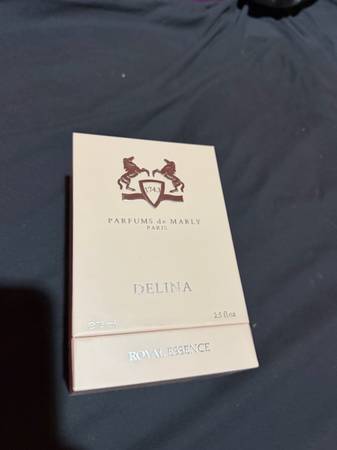 1743
PARFUMS de MARLY
PARIS
DELINA
2.5 fl oz
ROYAL ESSENCE